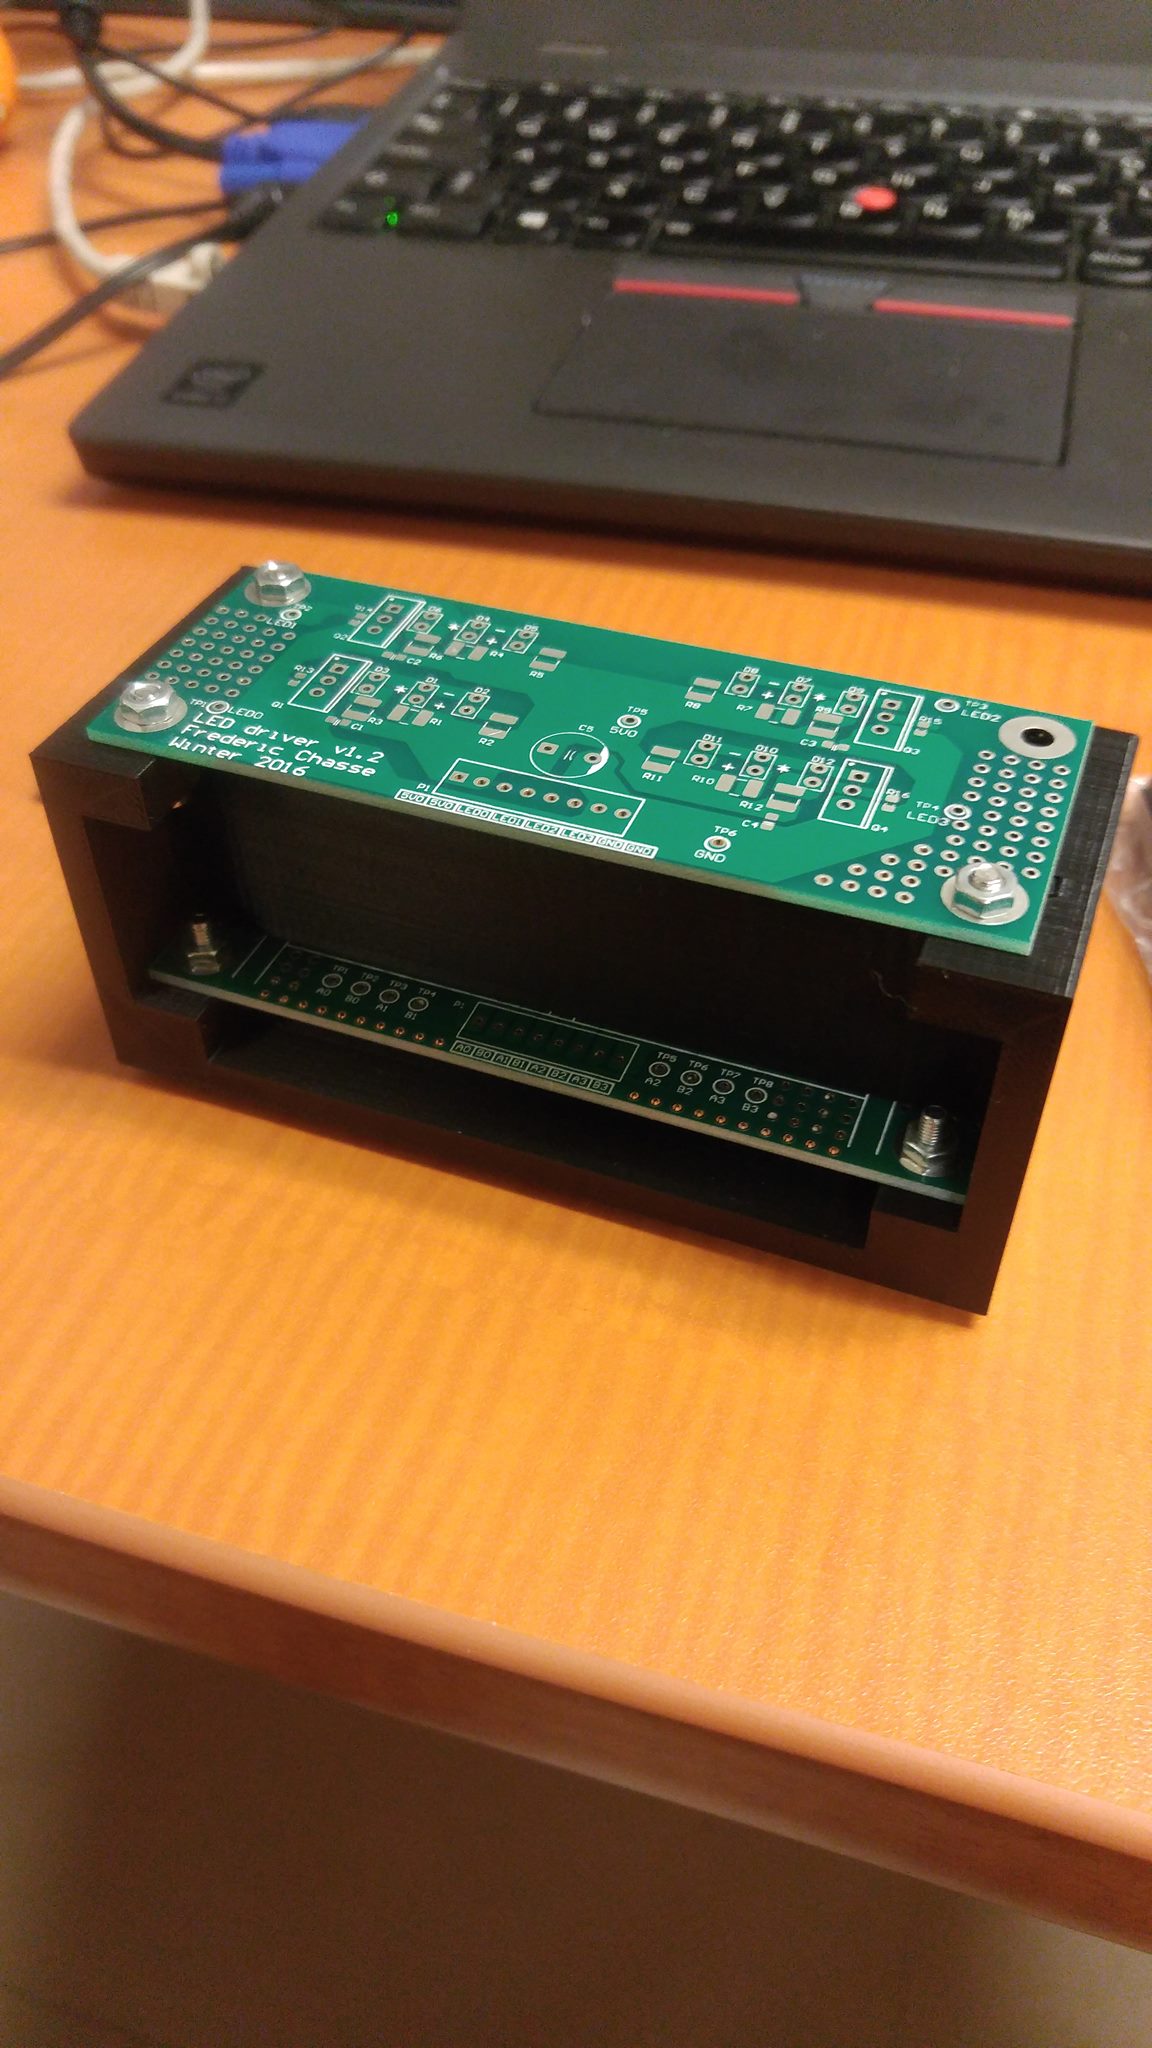 TP2
LED1
R14
Q2
D6
D4
D5
C2
R6
R4
R5
R13
Q1
D3
D1
D2
C1
R3
R1
R2
TP1
LED0
LED driver v1.2
Frederic Chasse
Winter 2016
C5
TP5
5V0
P1
5V0 5V0 LED0 LED1 LED2 LED3 GND GND
D8
D7
D9
R8
R7
R9
C3
R15
Q3
TP3
LED2
D11
D10
D12
R11
R10
R12
C4
R16
Q4
TP4
LED3
TP6
GND
TP1 TP2 TP3 TP4
A0 B0 A1 B1
P1
A0 B0 A1 B1 A2 B2 A3 B3
TP5 TP6 TP7 TP8
A2 B2 A3 B3